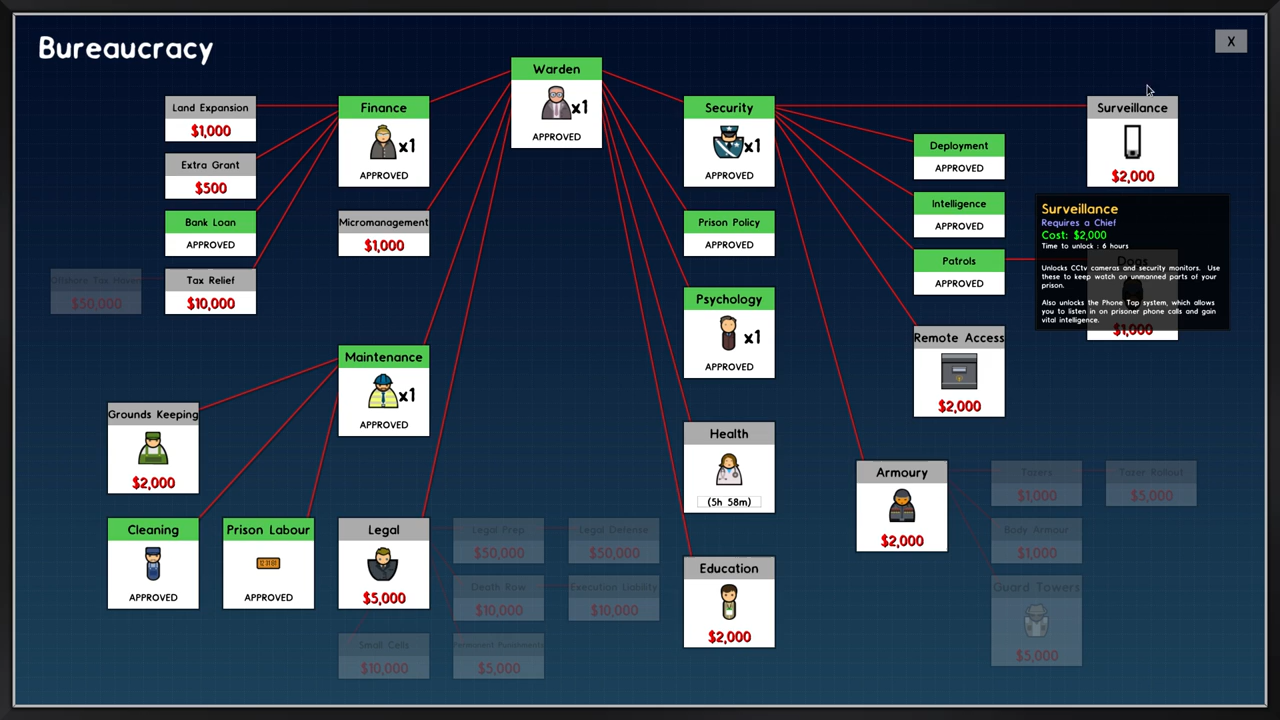 Bureaucracy
X
Warden
x1
APPROVED
Land Expansion
$1,000
Finance
x1
APPROVED
Security
x1
APPROVED
Surveillance
$2,000
Extra Grant
$500
Deployment
APPROVED
Bank Loan
APPROVED
Micromanagement
$1,000
Prison Policy
APPROVED
Intelligence
APPROVED
Surveillance
Requires a Chief
Cost: $2,000
Time to unlock : 6 hours
Unlocks CCtv cameras and security monitors. Use
these to keep watch on unmanned parts of your
prison.
Also unlocks the Phone Tap system, which allows
you to listen in on prisoner phone calls and gain
vital intelligence.
Offshore Tax Haven
$50,000
Tax Relief
$10,000
Patrols
APPROVED
Dogs
$1,000
Psychology
x1
APPROVED
Remote Access
$2,000
Maintenance
x1
APPROVED
Grounds Keeping
$2,000
Health
(5h 58m)
Armoury
$2,000
Tazers
$1,000
Tazer Rollout
$5,000
Cleaning
APPROVED
Prison Labour
APPROVED
Legal
$5,000
Legal Prep
$50,000
Legal Defense
$50,000
Body Armour
$1,000
Education
$2,000
Death Row
$10,000
Execution Liability
$10,000
Guard Towers
$5,000
Small Cells
$10,000
Permanent Punishments
$5,000